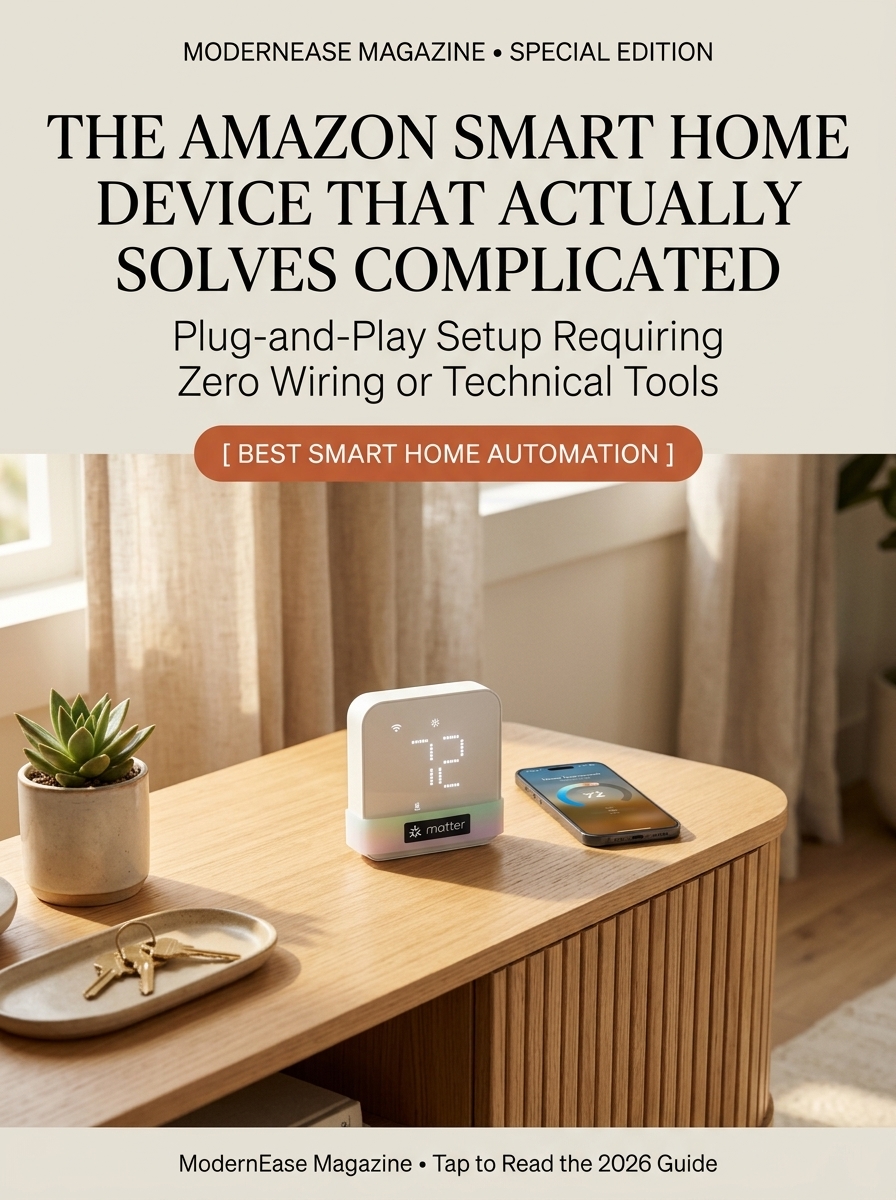 MODERNEASE MAGAZINE • SPECIAL EDITION
THE AMAZON SMART HOME
DEVICE THAT ACTUALLY
SOLVES COMPLICATED
Plug-and-Play Setup Requiring
Zero Wiring or Technical Tools
[ BEST SMART HOME AUTOMATION ]
matter
ModernEase Magazine • Tap to Read the 2026 Guide